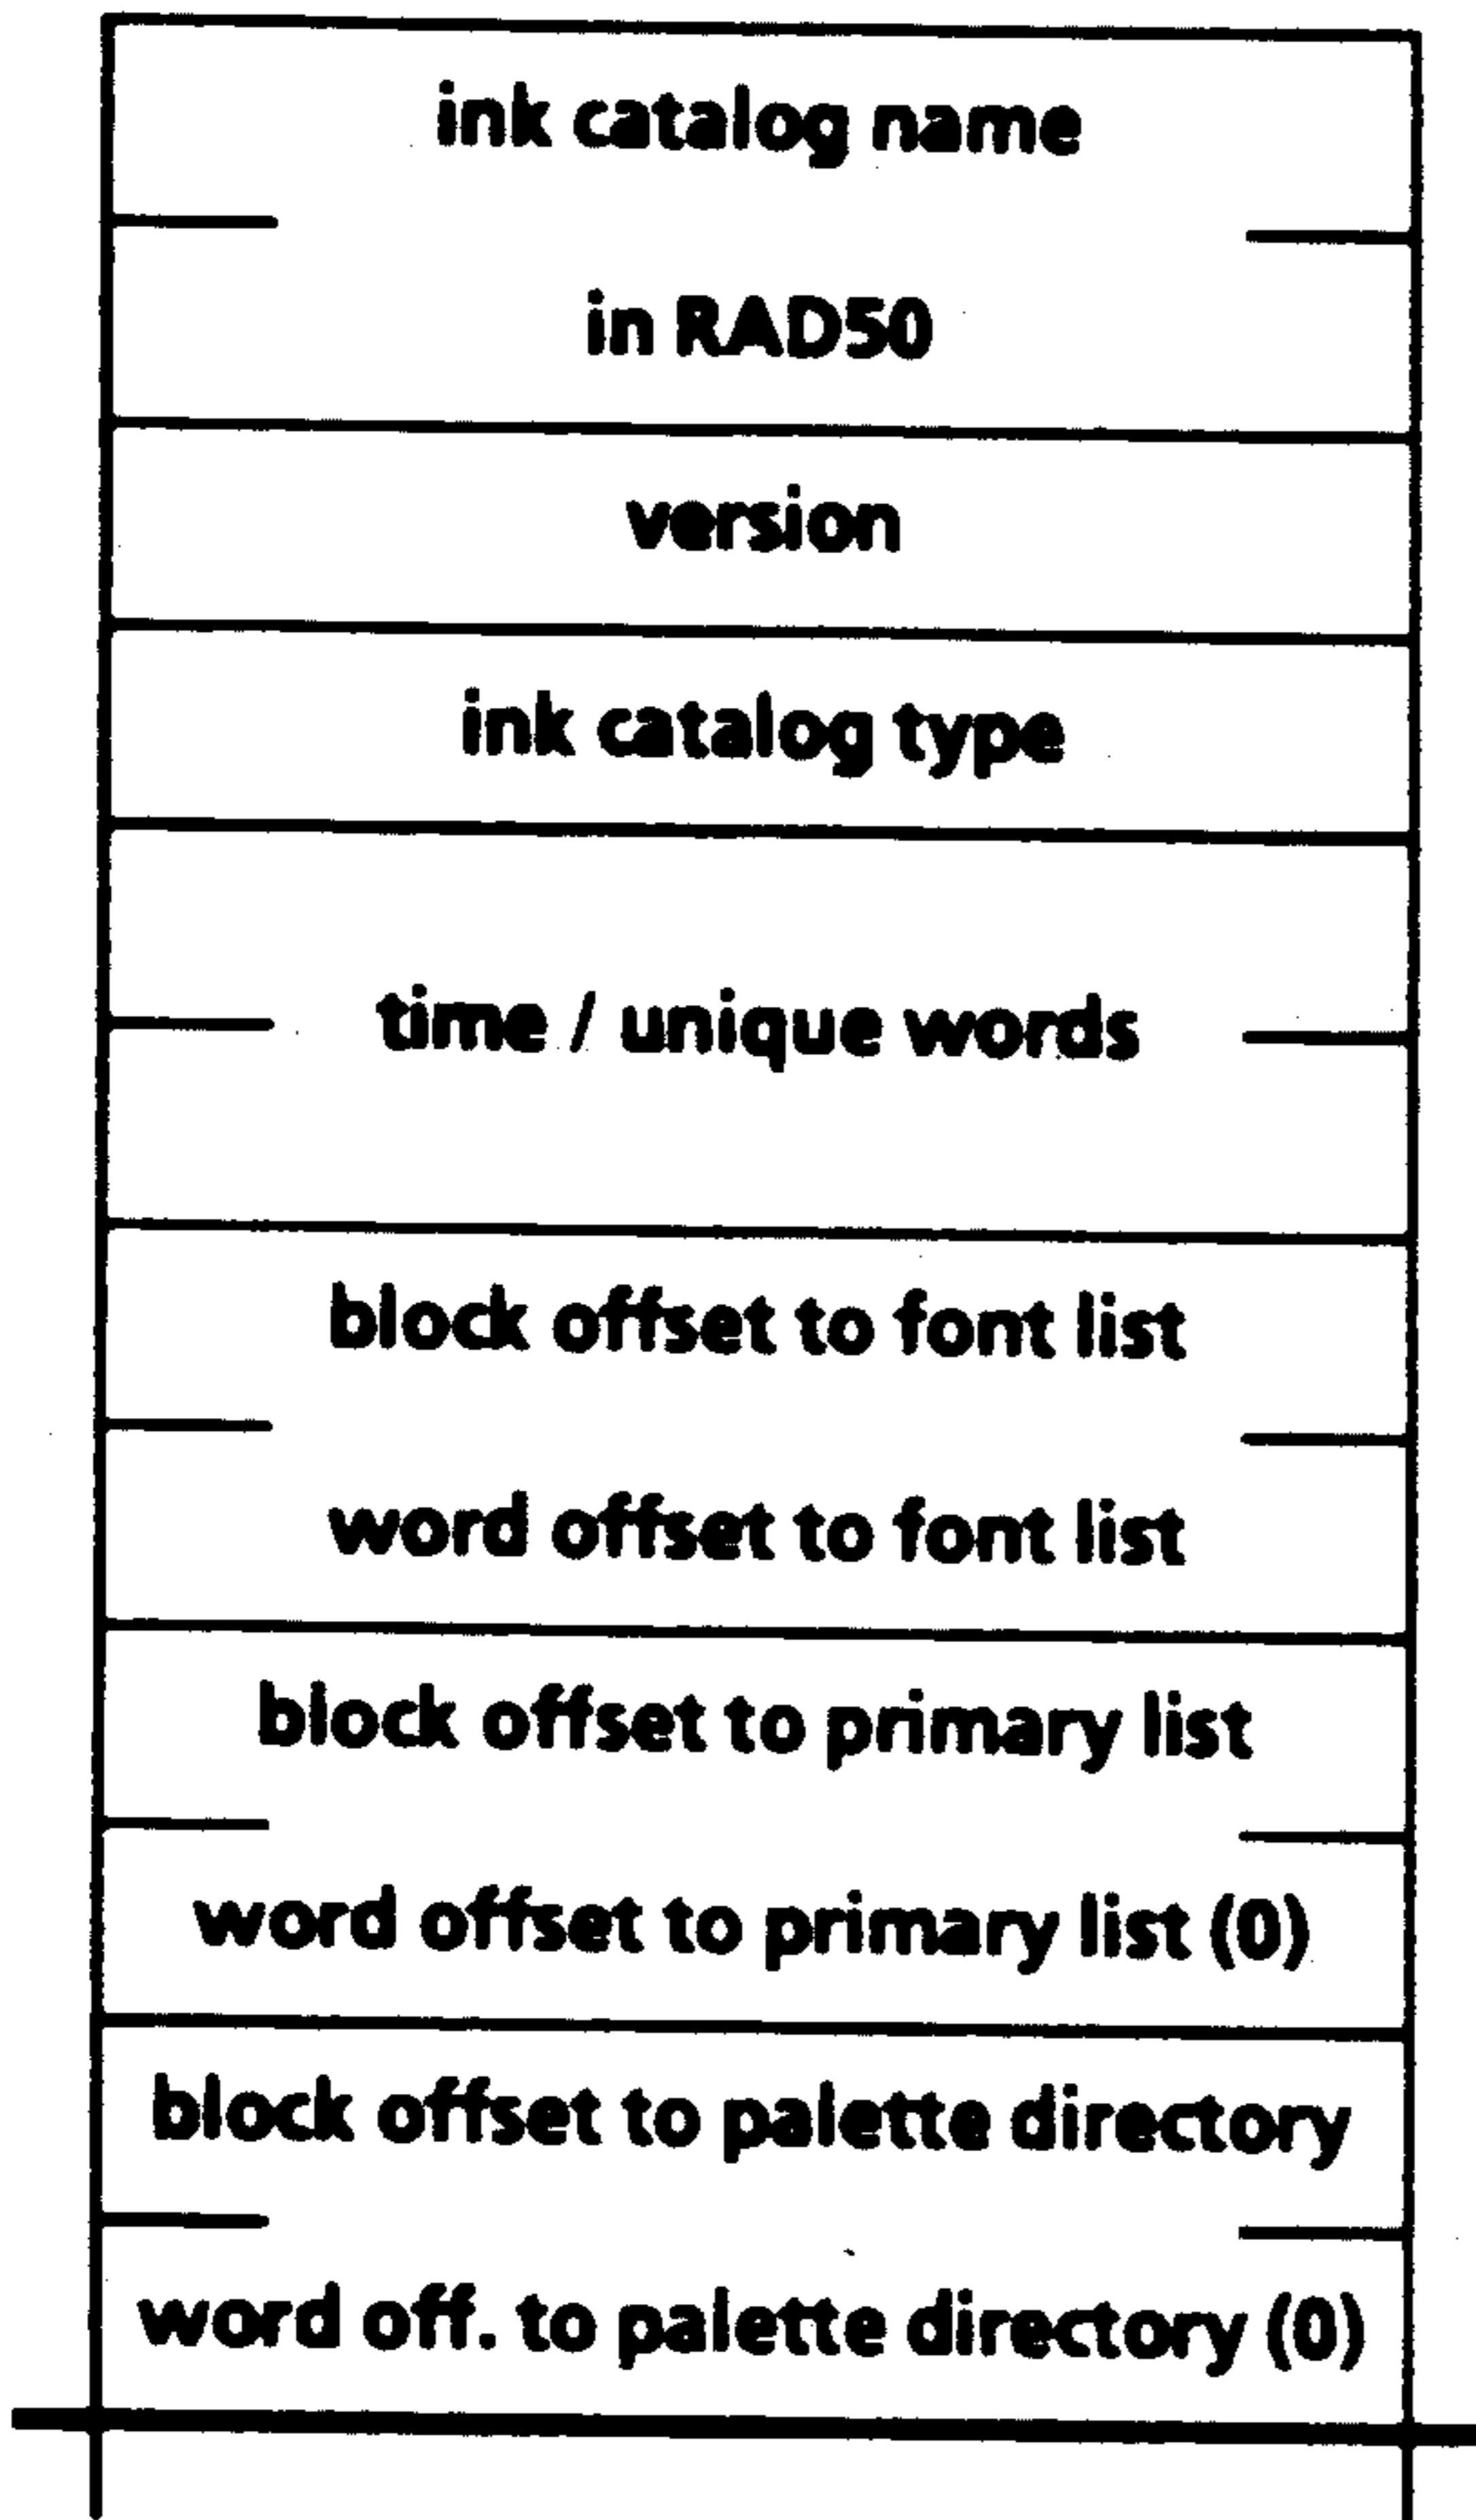 ink catalog name
in RAD50
version
ink catalog type
time / unique words
block offset to font list
word offset to font list
block offset to primary list
word offset to primary list (0)
block offset to palette directory
word off. to palette directory (0)